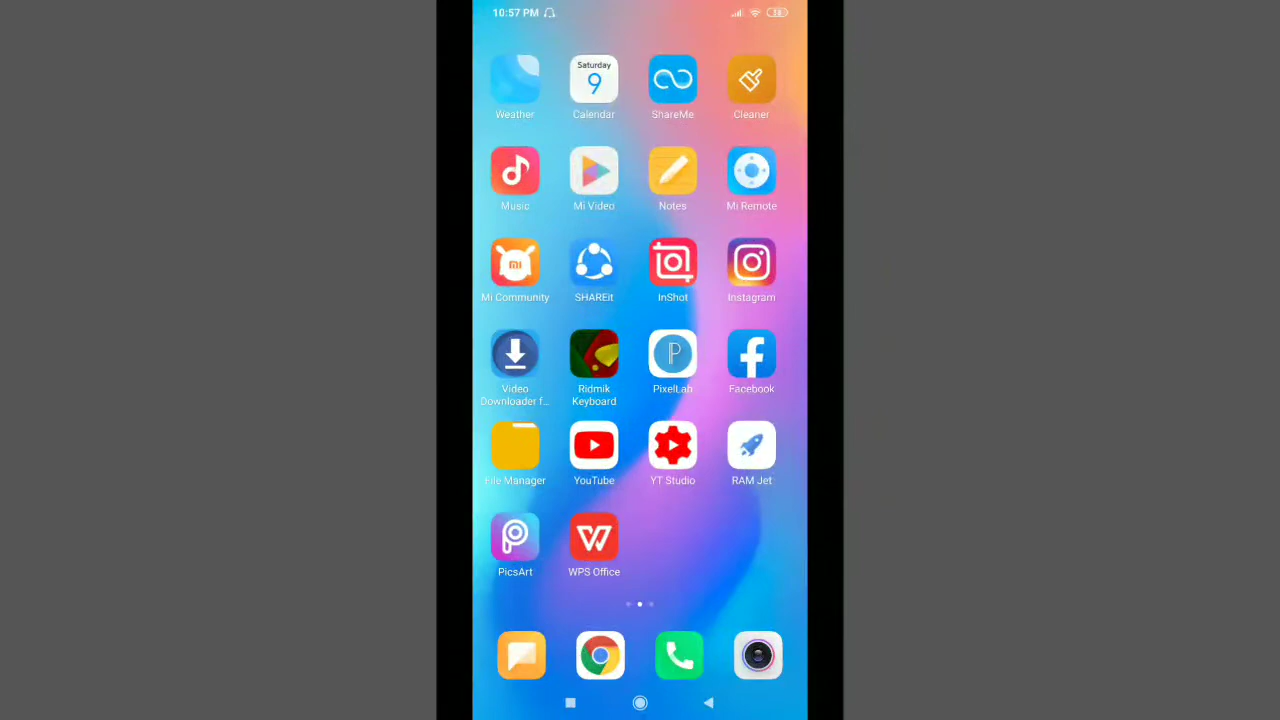 10:57 PM
Saturday
9
Weather
Calendar
ShareMe
Cleaner
Music
Mi Video
Notes
Mi Remote
mi
Mi Community
SHAREit
InShot
Instagram
Video
Downloader f...
Ridmik
Keyboard
PixelLab
Facebook
File Manager
YouTube
YT Studio
RAM Jet
PicsArt
WPS Office